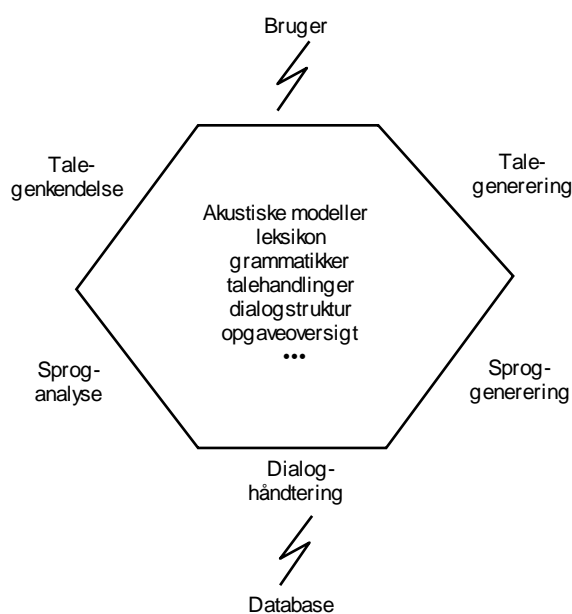 Bruger
Tale-
genkendelse
Tale-
generering
Akustiske modeller
leksikon
grammatikker
talehandlinger
dialogstruktur
opgaveoversigt
•••
Sprog-
analyse
Sprog-
generering
Dialog-
håndtering
Database